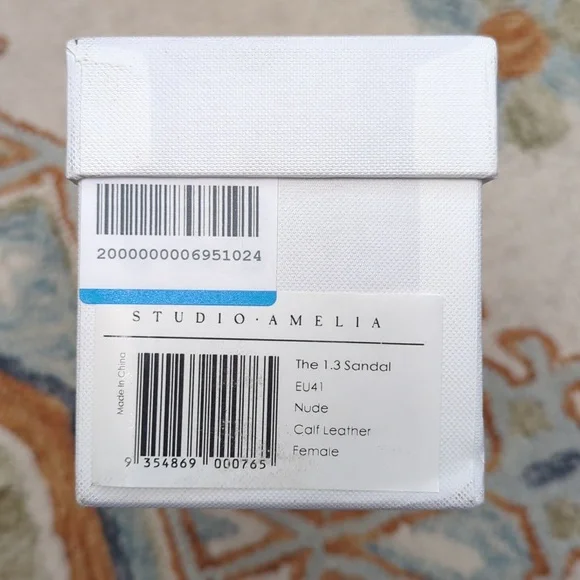 2000000006951024
STUDIO·AMELIA
Made In China
The 1.3 Sandal
EU41
Nude
Calf Leather
Female
9 354869 000765